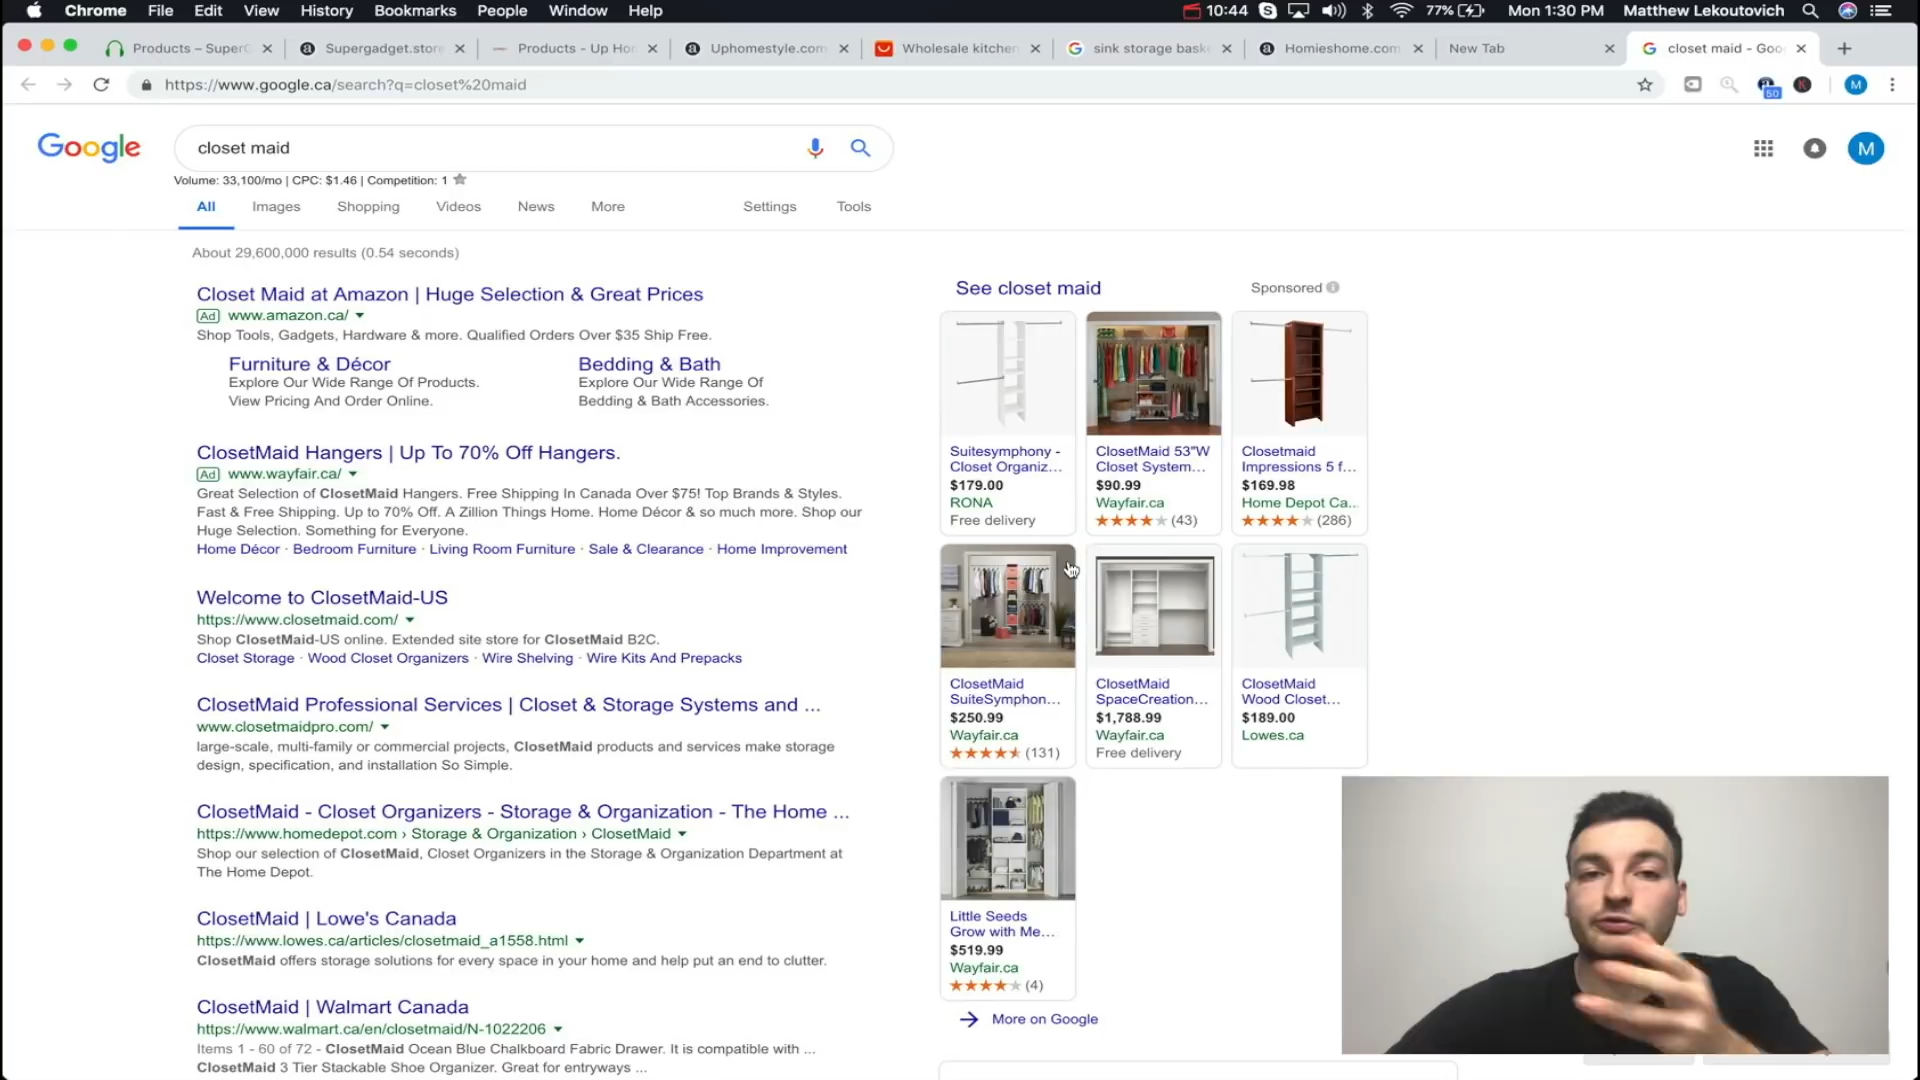 Chrome File Edit View History Bookmarks People Window Help
10:44 77% Mon 1:30 PM Matthew Lekoutovich
Products – SuperG
Supergadget.store
Products - Up Hom
Uphomestyle.com
Wholesale kitchen
sink storage bask
Homieshome.com
New Tab
closet maid - Goo
https://www.google.ca/search?q=closet%20maid
50
K
M
Google
closet maid
M
Volume: 33,100/mo | CPC: $1.46 | Competition: 1
All Images Shopping Videos News More Settings Tools
About 29,600,000 results (0.54 seconds)
Closet Maid at Amazon | Huge Selection & Great Prices
Ad www.amazon.ca/
Shop Tools, Gadgets, Hardware & more. Qualified Orders Over $35 Ship Free.
Furniture & Décor
Explore Our Wide Range Of Products.
View Pricing And Order Online.
Bedding & Bath
Explore Our Wide Range Of
Bedding & Bath Accessories.
ClosetMaid Hangers | Up To 70% Off Hangers.
Ad www.wayfair.ca/
Great Selection of ClosetMaid Hangers. Free Shipping In Canada Over $75! Top Brands & Styles.
Fast & Free Shipping. Up to 70% Off. A Zillion Things Home. Home Décor & so much more. Shop our
Huge Selection. Something for Everyone.
Home Décor · Bedroom Furniture · Living Room Furniture · Sale & Clearance · Home Improvement
Welcome to ClosetMaid-US
https://www.closetmaid.com/
Shop ClosetMaid-US online. Extended site store for ClosetMaid B2C.
Closet Storage · Wood Closet Organizers · Wire Shelving · Wire Kits And Prepacks
ClosetMaid Professional Services | Closet & Storage Systems and ...
www.closetmaidpro.com/
large-scale, multi-family or commercial projects, ClosetMaid products and services make storage
design, specification, and installation So Simple.
ClosetMaid - Closet Organizers - Storage & Organization - The Home ...
https://www.homedepot.com › Storage & Organization › ClosetMaid
Shop our selection of ClosetMaid, Closet Organizers in the Storage & Organization Department at
The Home Depot.
ClosetMaid | Lowe's Canada
https://www.lowes.ca/articles/closetmaid_a1558.html
ClosetMaid offers storage solutions for every space in your home and help put an end to clutter.
ClosetMaid | Walmart Canada
https://www.walmart.ca/en/closetmaid/N-1022206
Items 1 - 60 of 72 - ClosetMaid Ocean Blue Chalkboard Fabric Drawer. It is compatible with ...
ClosetMaid 3 Tier Stackable Shoe Organizer. Great for entryways ...
See closet maid
Sponsored
Suitesymphony -
Closet Organiz...
$179.00
RONA
Free delivery
ClosetMaid 53"W
Closet System...
$90.99
Wayfair.ca
(43)
Closetmaid
Impressions 5 f...
$169.98
Home Depot Ca...
(286)
ClosetMaid
SuiteSymphon...
$250.99
Wayfair.ca
(131)
ClosetMaid
SpaceCreation...
$1,788.99
Wayfair.ca
Free delivery
ClosetMaid
Wood Closet...
$189.00
Lowes.ca
Little Seeds
Grow with Me...
$519.99
Wayfair.ca
(4)
More on Google